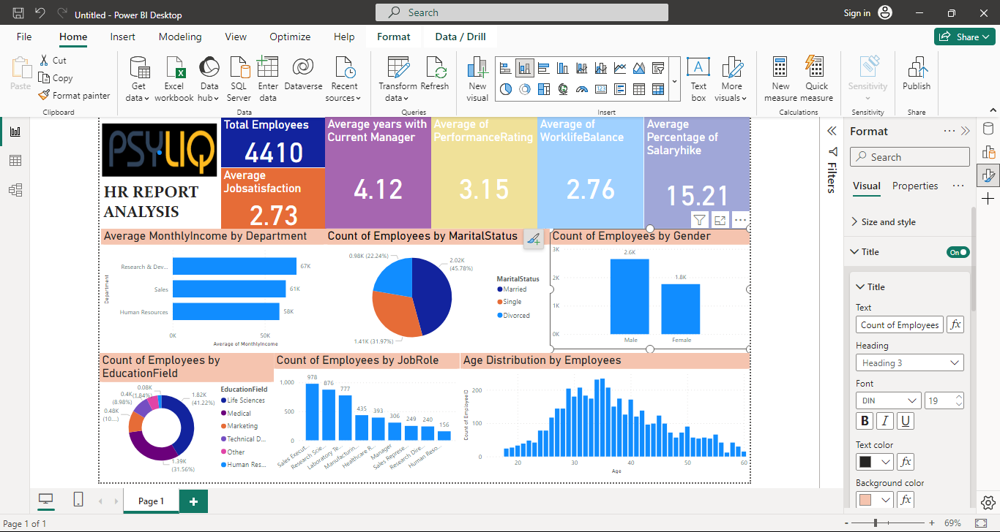 Untitled - Power BI Desktop
Search
Sign in
File Home Insert Modeling View Optimize Help Format Data / Drill
Share
Paste
Cut
Copy
Format painter
Clipboard
Get data
Excel workbook
Data hub
SQL Server
Enter data
Dataverse
Recent sources
Data
Transform data
Refresh
Queries
New visual
123
Text box
More visuals
Insert
New measure
Quick measure
Calculations
Sensitivity
Sensitivity
Publish
Share
PSYLIQ
HR REPORT
ANALYSIS
Total Employees
4410
Average
Jobsatisfaction
2.73
Average years with
Current Manager
4.12
Average of
PerformanceRating
3.15
Average of
WorklifeBalance
2.76
Average
Percentage of
Salaryhike
15.21
Average MonthlyIncome by Department
Department
Research & Dev...
67K
Sales
61K
Human Resources
58K
0K 50K
Average of MonthlyIncome
Count of Employees by MaritalStatus
0.98K (22.24%)
2.02K
(45.78%)
1.41K (31.97%)
MaritalStatus
Married
Single
Divorced
Count of Employees by Gender
3K
2K
1K
0K
2.6K
1.8K
Male Female
Count of Employees by
EducationField
0.08K
(1.84%)
0.4K
(8.98%)
0.48K
(10....)
1.82K
(41.22%)
1.39K
(31.56%)
EducationField
Life Sciences
Medical
Marketing
Technical D...
Other
Human Res...
Count of Employees by JobRole
1,000
500
0
978 876 777 435 393 306 249 240 156
Sales Execut...
Research Scie...
Laboratory Te...
Manufacturin...
Healthcare R...
Manager
Sales Represe...
Research Dire...
Human Reso...
Age Distribution by Employees
Count of EmployeeID
200
100
0
20 30 40 50 60
Age
Filters
Format
Search
Visual Properties
Size and style
Title
On
Title
Text
Count of Employees
fx
Heading
Heading 3
Font
DIN
19
B I U
Text color
fx
Background color
fx
Page 1
Page 1 of 1
69%